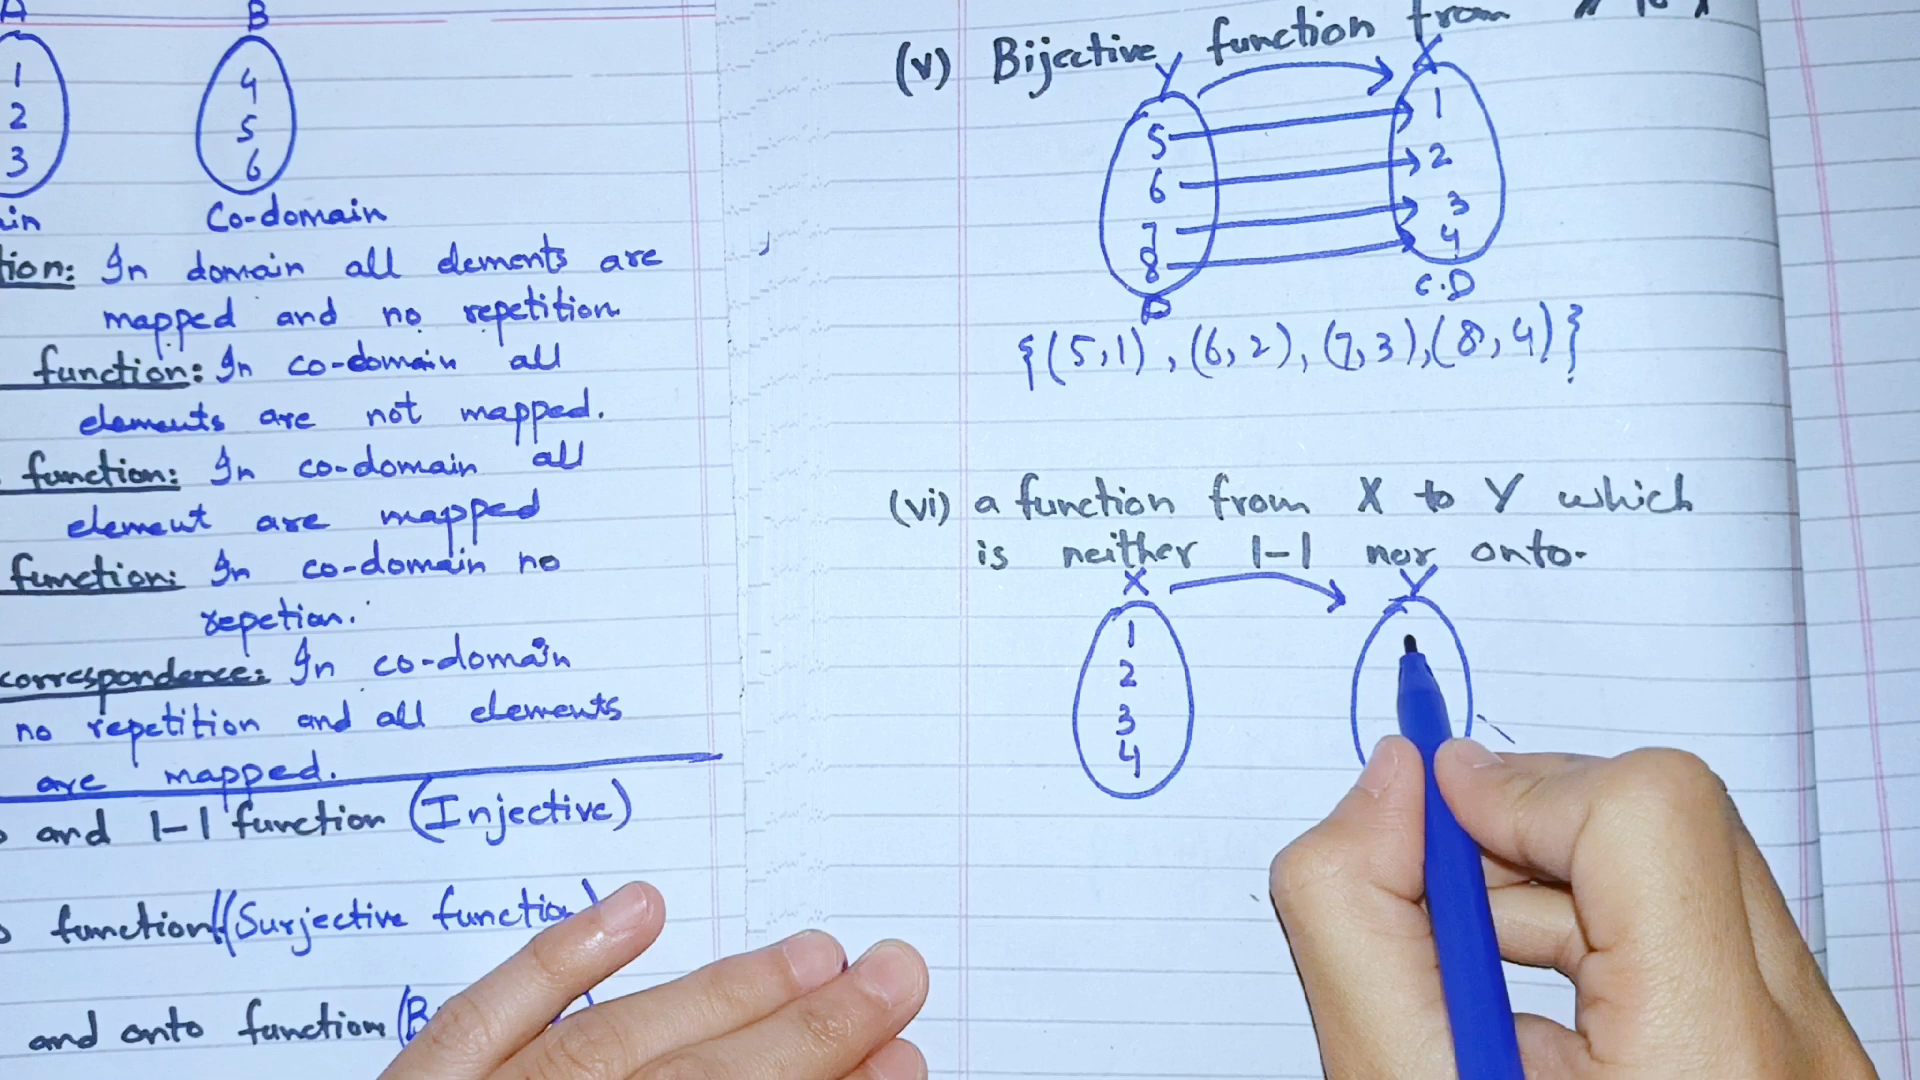 A B
1 4
2 5
3 6
Co-domain
In domain all elements are
mapped and no repetition
function: In co-domain all
elements are not mapped.
function: In co-domain all
element are mapped
function: In co-domain no
repetion.
correspondence: In co-domain
no repetition and all elements
are mapped.
and 1-1 function (Injective)
function (Surjective function)
and onto function (B
(v) Bijective function from
Y X
5 1
6 2
7 3
8 4
D C.D
{(5,1), (6,2), (7,3), (8,4)}
(vi) a function from X to Y which
is neither 1-1 nor onto.
X Y
1
2
3
4